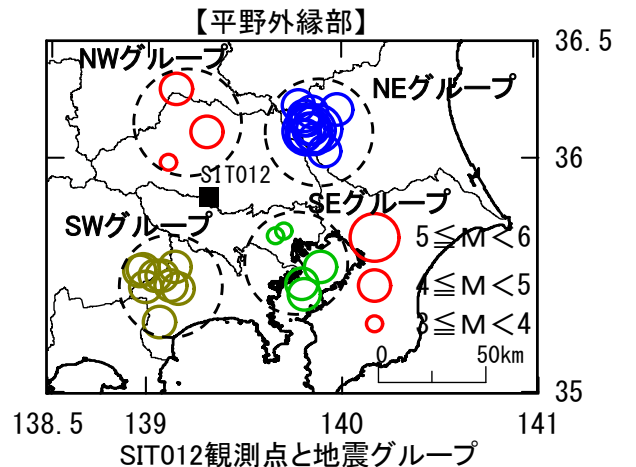 【平野外縁部】
36.5
NWグループ
NEグループ
36
SIT012
SWグループ
SEグループ
5≦M<6
4≦M<5
3≦M<4
0 50km
35
138.5 139 140 141
SIT012観測点と地震グループ